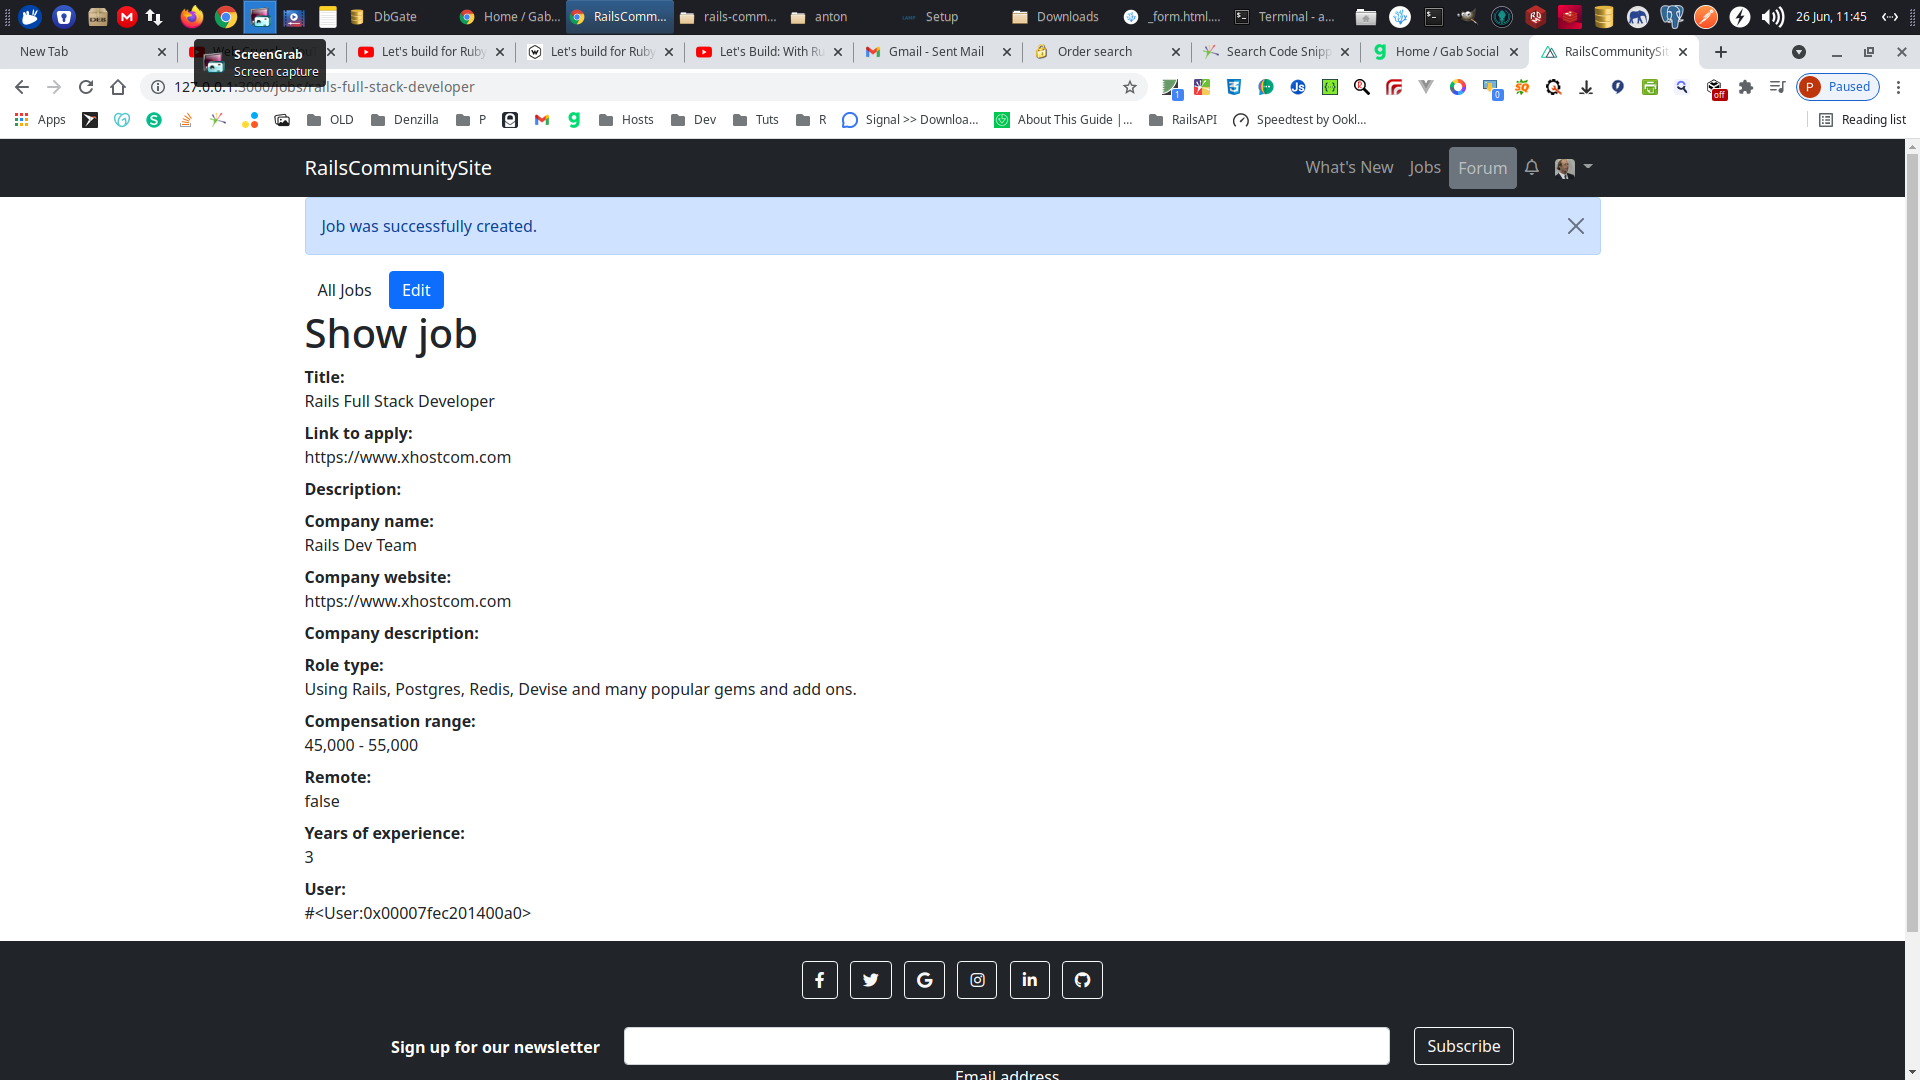 DbGate
Home / Gab...
RailsComm...
rails-comm...
anton
Setup
Downloads
_form.html....
Terminal - a...
26 Jun, 11:45
New Tab
Let's build for Ruby
Let's build for Ruby
Let's Build: With Ru
Gmail - Sent Mail
Order search
Search Code Snipp
Home / Gab Social
RailsCommunitySit
ScreenGrab
Screen capture
127.0.0.1:3000/jobs/rails-full-stack-developer
1
0
off
P
Paused
Apps
OLD
Denzilla
P
Hosts
Dev
Tuts
R
Signal >> Downloa...
About This Guide |...
RailsAPI
Speedtest by Ookl...
Reading list
RailsCommunitySite
What's New
Jobs
Forum
Job was successfully created.
All Jobs
Edit
Show job
Title:
Rails Full Stack Developer
Link to apply:
https://www.xhostcom.com
Description:
Company name:
Rails Dev Team
Company website:
https://www.xhostcom.com
Company description:
Role type:
Using Rails, Postgres, Redis, Devise and many popular gems and add ons.
Compensation range:
45,000 - 55,000
Remote:
false
Years of experience:
3
User:
#<User:0x00007fec201400a0>
Sign up for our newsletter
Subscribe
Email address